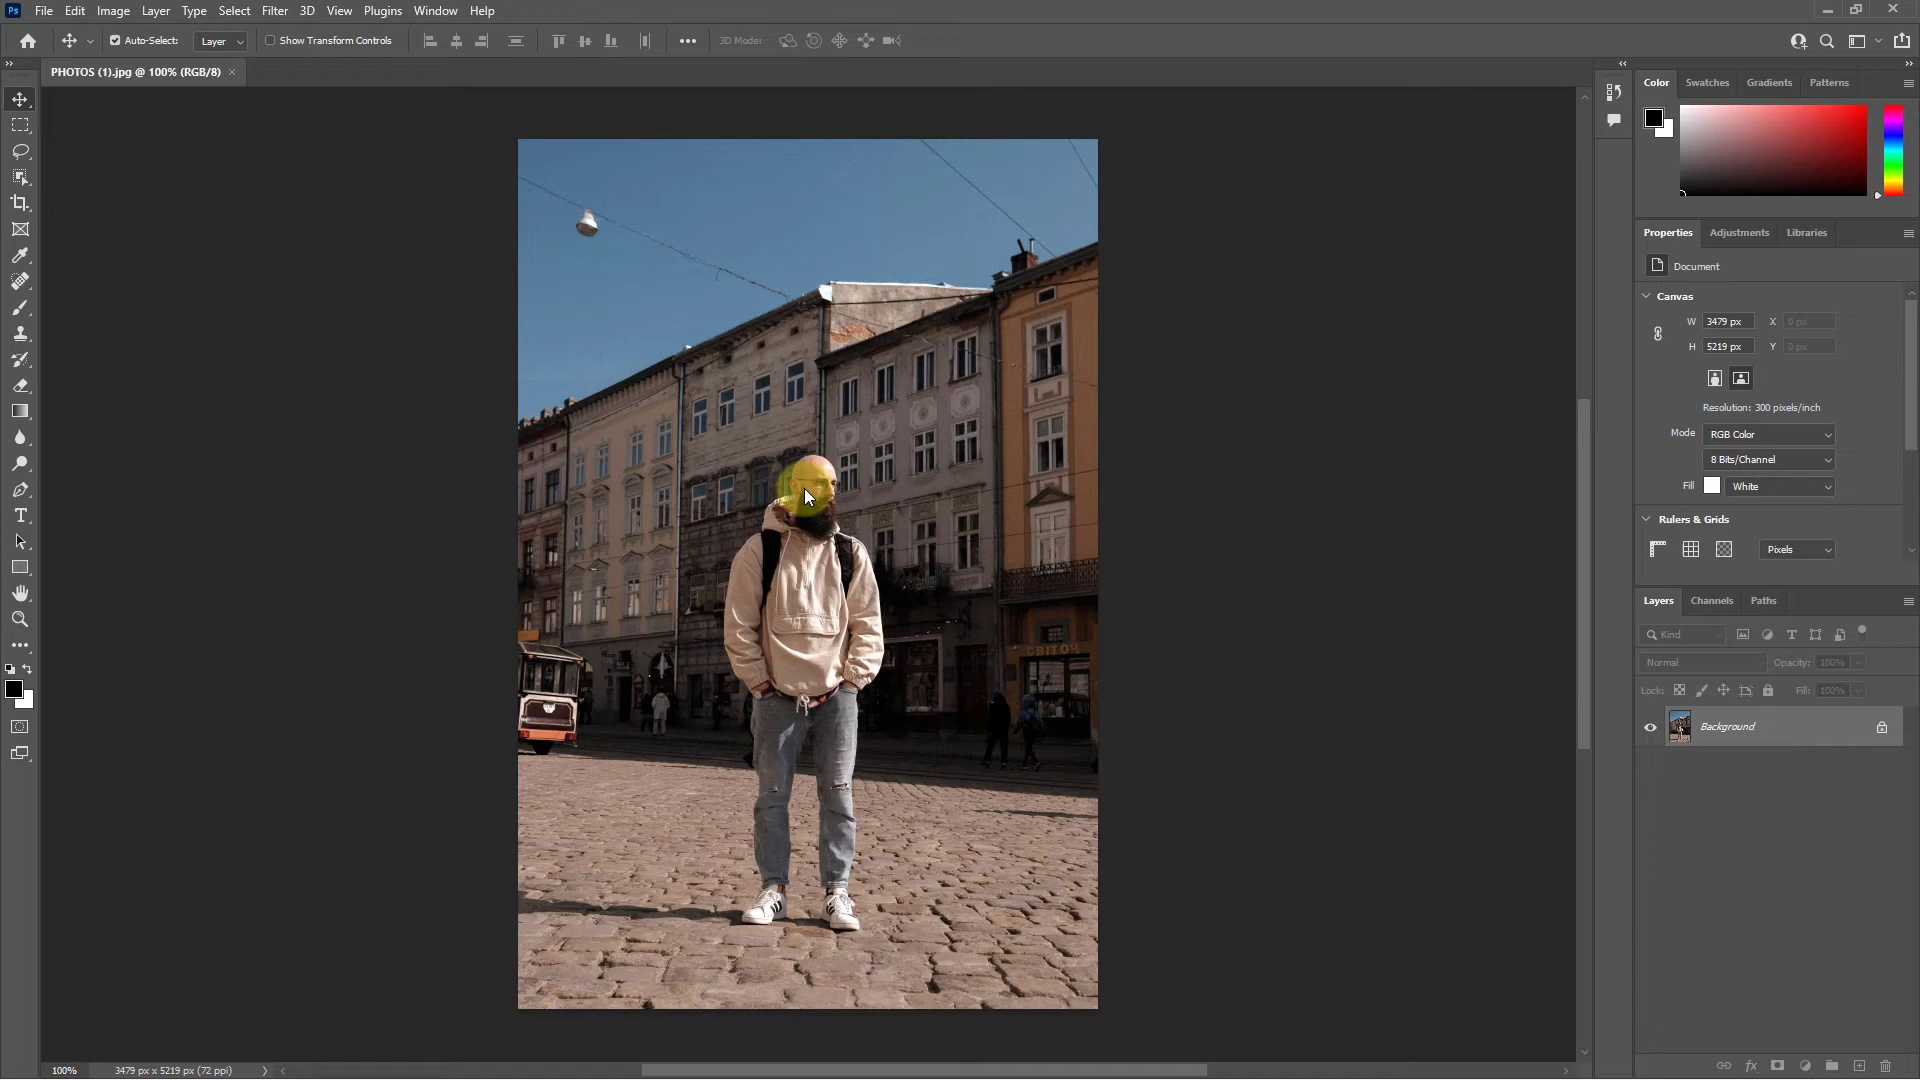 Ps File Edit Image Layer Type Select Filter 3D View Plugins Window Help
Auto-Select: Layer Show Transform Controls 3D Mode:
PHOTOS (1).jpg @ 100% (RGB/8) ×
Color Swatches Gradients Patterns
Properties Adjustments Libraries
Document
Canvas
W 3479 px X 0 px
H 5219 px Y 0 px
Resolution: 300 pixels/inch
Mode RGB Color
8 Bits/Channel
Fill White
Rulers & Grids
Pixels
Layers Channels Paths
Kind
Normal Opacity: 100%
Lock: Fill: 100%
Background
СВІТОЧ
100% 3479 px x 5219 px (72 ppi)